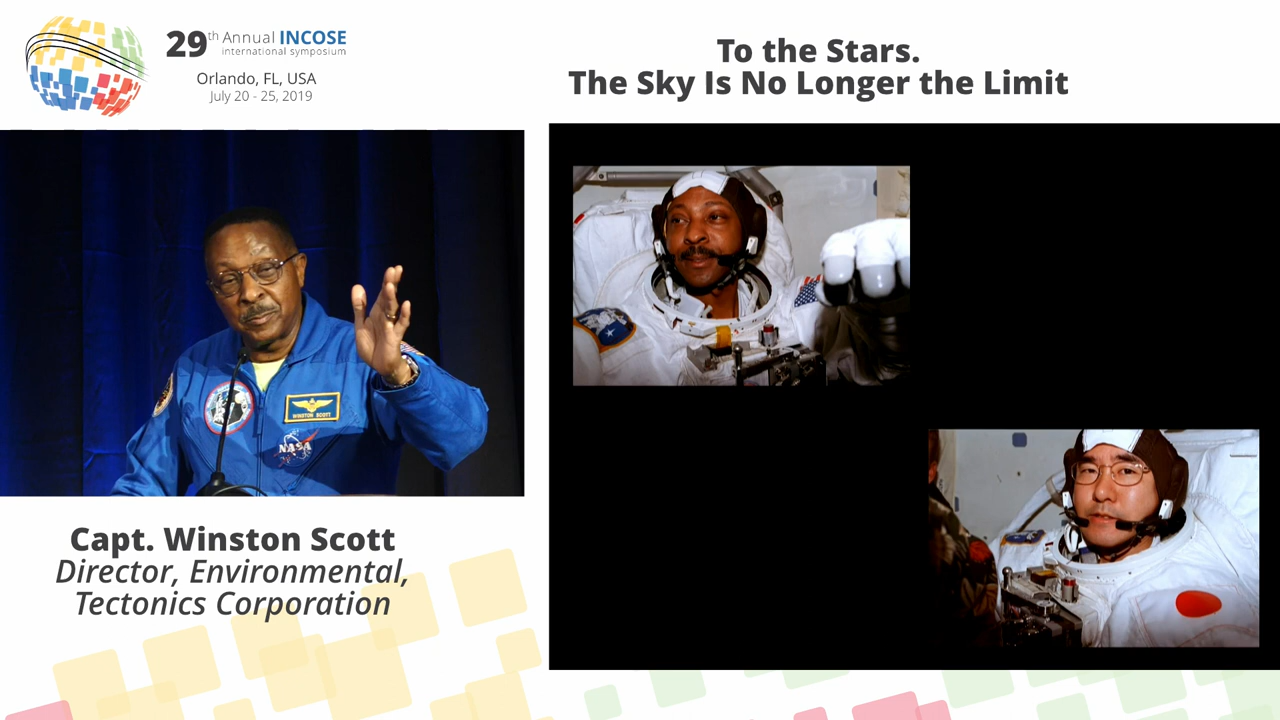 29th Annual INCOSE
international symposium
Orlando, FL, USA
July 20 - 25, 2019
To the Stars.
The Sky Is No Longer the Limit
WINSTON SCOTT
NASA
Capt. Winston Scott
Director, Environmental,
Tectonics Corporation